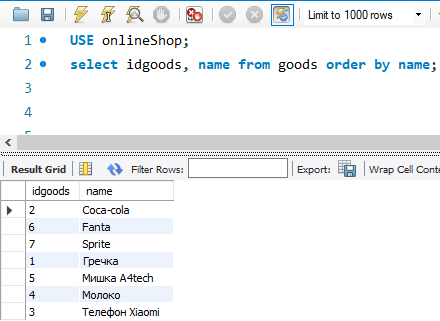 Limit to 1000 rows
1 USE onlineShop;
2 select idgoods, name from goods order by name;
3
4
5
Result Grid Filter Rows: Export: Wrap Cell Conte
idgoods name
2 Coca-cola
6 Fanta
7 Sprite
1 Гречка
5 Мишка A4tech
4 Молоко
3 Телефон Xiaomi